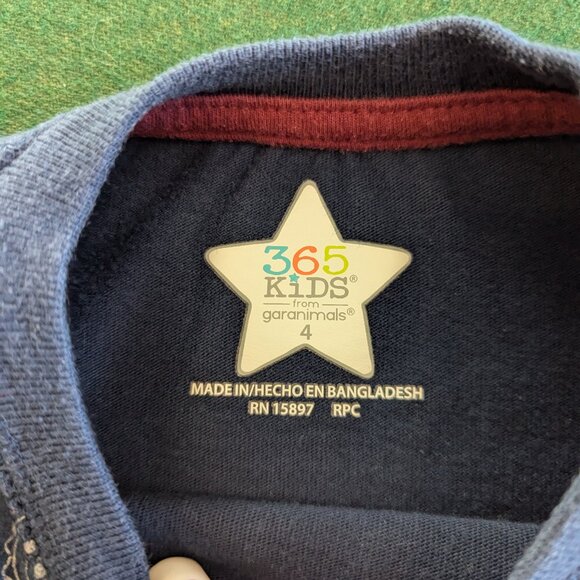 365
KiDS®
from
garanimals®
4
MADE IN/HECHO EN BANGLADESH
RN 15897 RPC